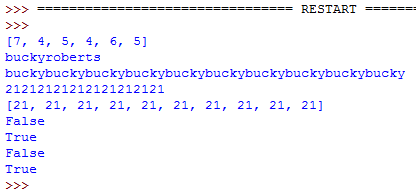 >>> ================================ RESTART =======
>>>
[7, 4, 5, 4, 6, 5]
buckyroberts
buckybuckybuckybuckybuckybuckybuckybuckybuckybucky
21212121212121212121
[21, 21, 21, 21, 21, 21, 21, 21, 21, 21]
False
True
False
True
>>>